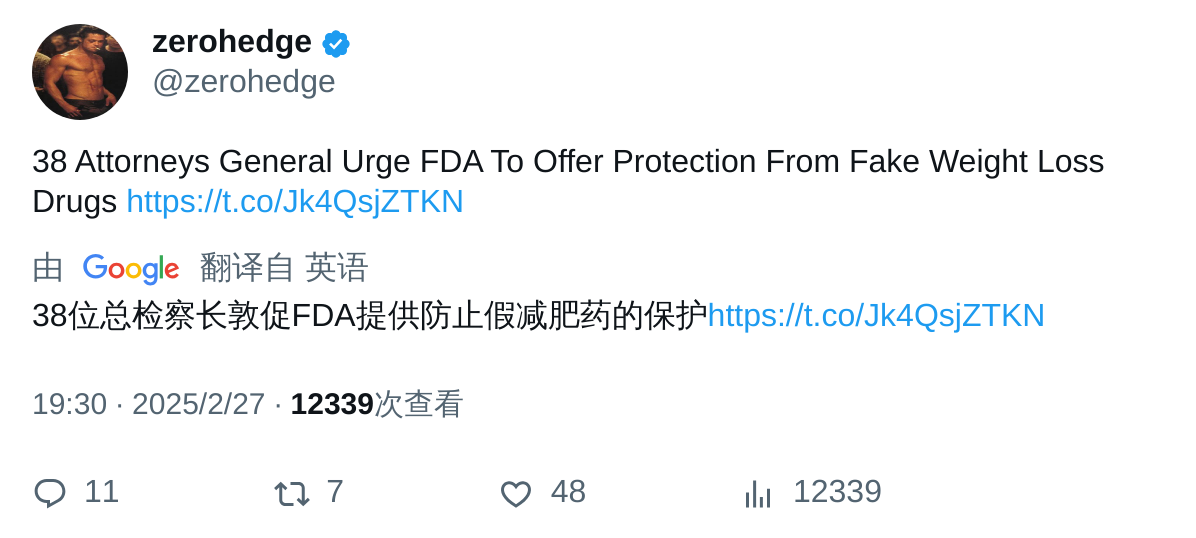 zerohedge
@zerohedge
38 Attorneys General Urge FDA To Offer Protection From Fake Weight Loss
Drugs https://t.co/Jk4QsjZTKN
由 Google 翻译自 英语
38位总检察长敦促FDA提供防止假减肥药的保护https://t.co/Jk4QsjZTKN
19:30 · 2025/2/27 · 12339次查看
11 7 48 12339